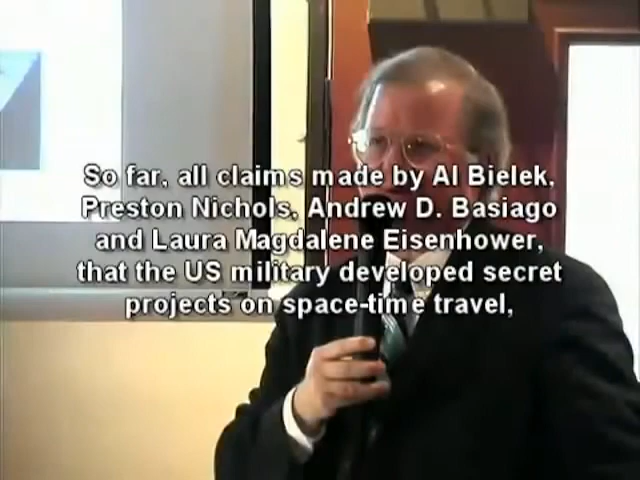 So far, all claims made by Al Bielek,
Preston Nichols, Andrew D. Basiago
and Laura Magdalene Eisenhower,
that the US military developed secret
projects on space-time travel,